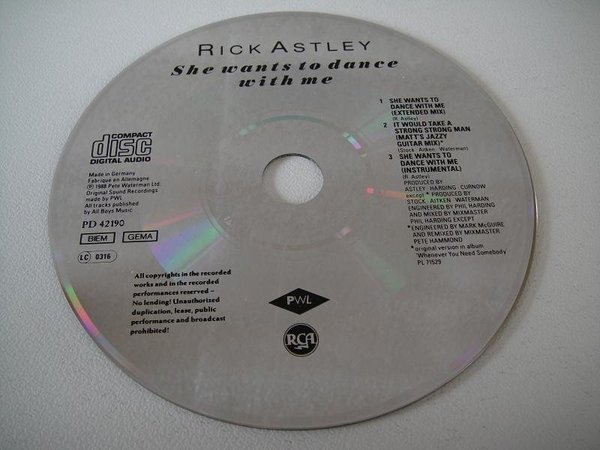 RICK ASTLEY
She wants to dance
with me
1 SHE WANTS TO
DANCE WITH ME
(EXTENDED MIX)
(R. Astley)
2 IT WOULD TAKE A
STRONG STRONG MAN
(MATT'S JAZZY
GUITAR MIX)*
(Stock · Aitken · Waterman)
3 SHE WANTS TO
DANCE WITH ME
(INSTRUMENTAL)
(R. Astley)
PRODUCED BY
ASTLEY · HARDING · CURNOW
except * PRODUCED BY
STOCK · AITKEN · WATERMAN
ENGINEERED BY PHIL HARDING
AND MIXED BY MIXMASTER
PHIL HARDING EXCEPT
*ENGINEERED BY MARK McGUIRE
AND REMIXED BY MIXMASTER
PETE HAMMOND
*original version in album
'Whenever You Need Somebody'
PL 71529
COMPACT
disc
DIGITAL AUDIO
Made in Germany
Fabriqué en Allemagne
℗ 1988 Pete Waterman Ltd.
Original Sound Recordings
made by PWL
All tracks published
by All Boys Music
PD 42190
BIEM GEMA
LC 0316
All copyrights in the recorded
works and in the recorded
performances reserved –
No lending! Unauthorized
duplication, lease, public
performance and broadcast
prohibited!
PWL
RCA